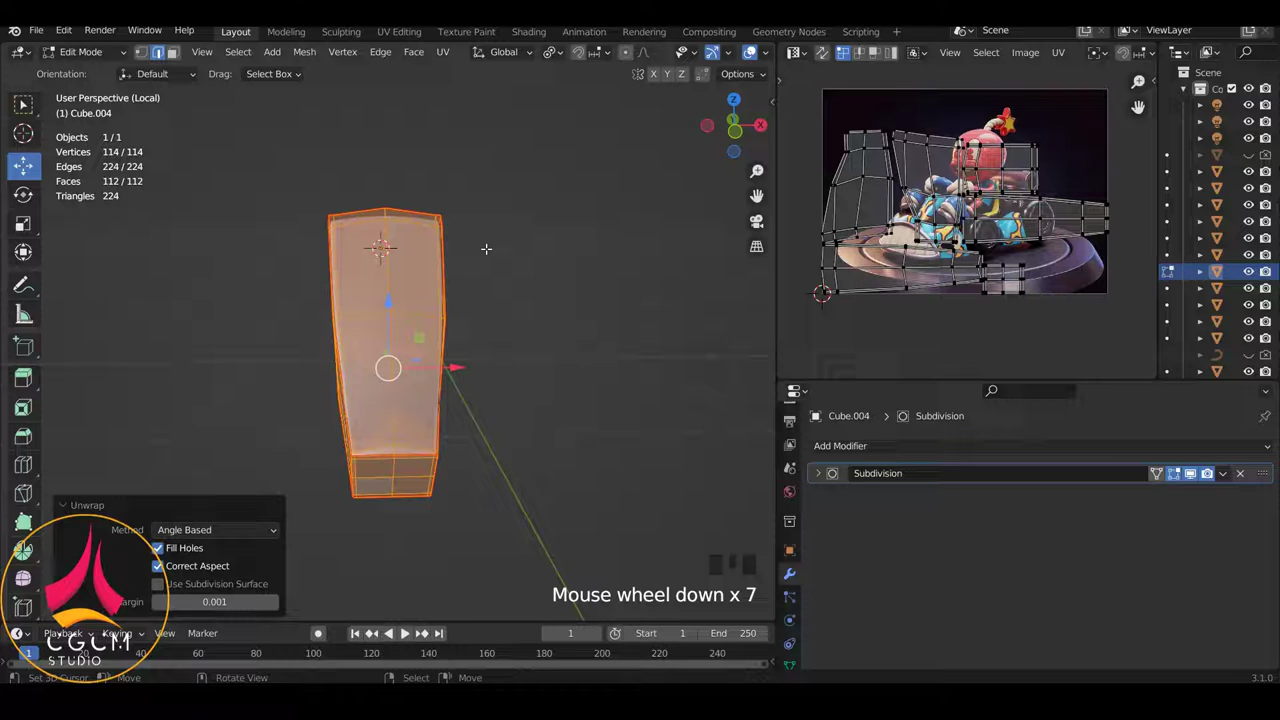 File Edit Render Window Help Layout Modeling Sculpting UV Editing Texture Paint Shading Animation Rendering Compositing Geometry Nodes Scripting Scene ViewLayer
Edit Mode View Select Add Mesh Vertex Edge Face UV Global View Select Image UV
Orientation: Default Drag: Select Box X Y Z Options Scene
User Perspective (Local)
(1) Cube.004
Objects 1 / 1
Vertices 114 / 114
Edges 224 / 224
Faces 112 / 112
Triangles 224
Z
X
Cube.004 Subdivision
Add Modifier
Subdivision
Unwrap
Method Angle Based
Fill Holes
Correct Aspect
Use Subdivision Surface
Margin 0.001
Mouse wheel down x 7
Playback Keying View Marker 1 Start 1 End 250
CGCM
STUDIO
1 40 60 80 100 120 140 160 180 200 220 240
Set 3D Cursor Move Rotate View Select Move 3.1.0